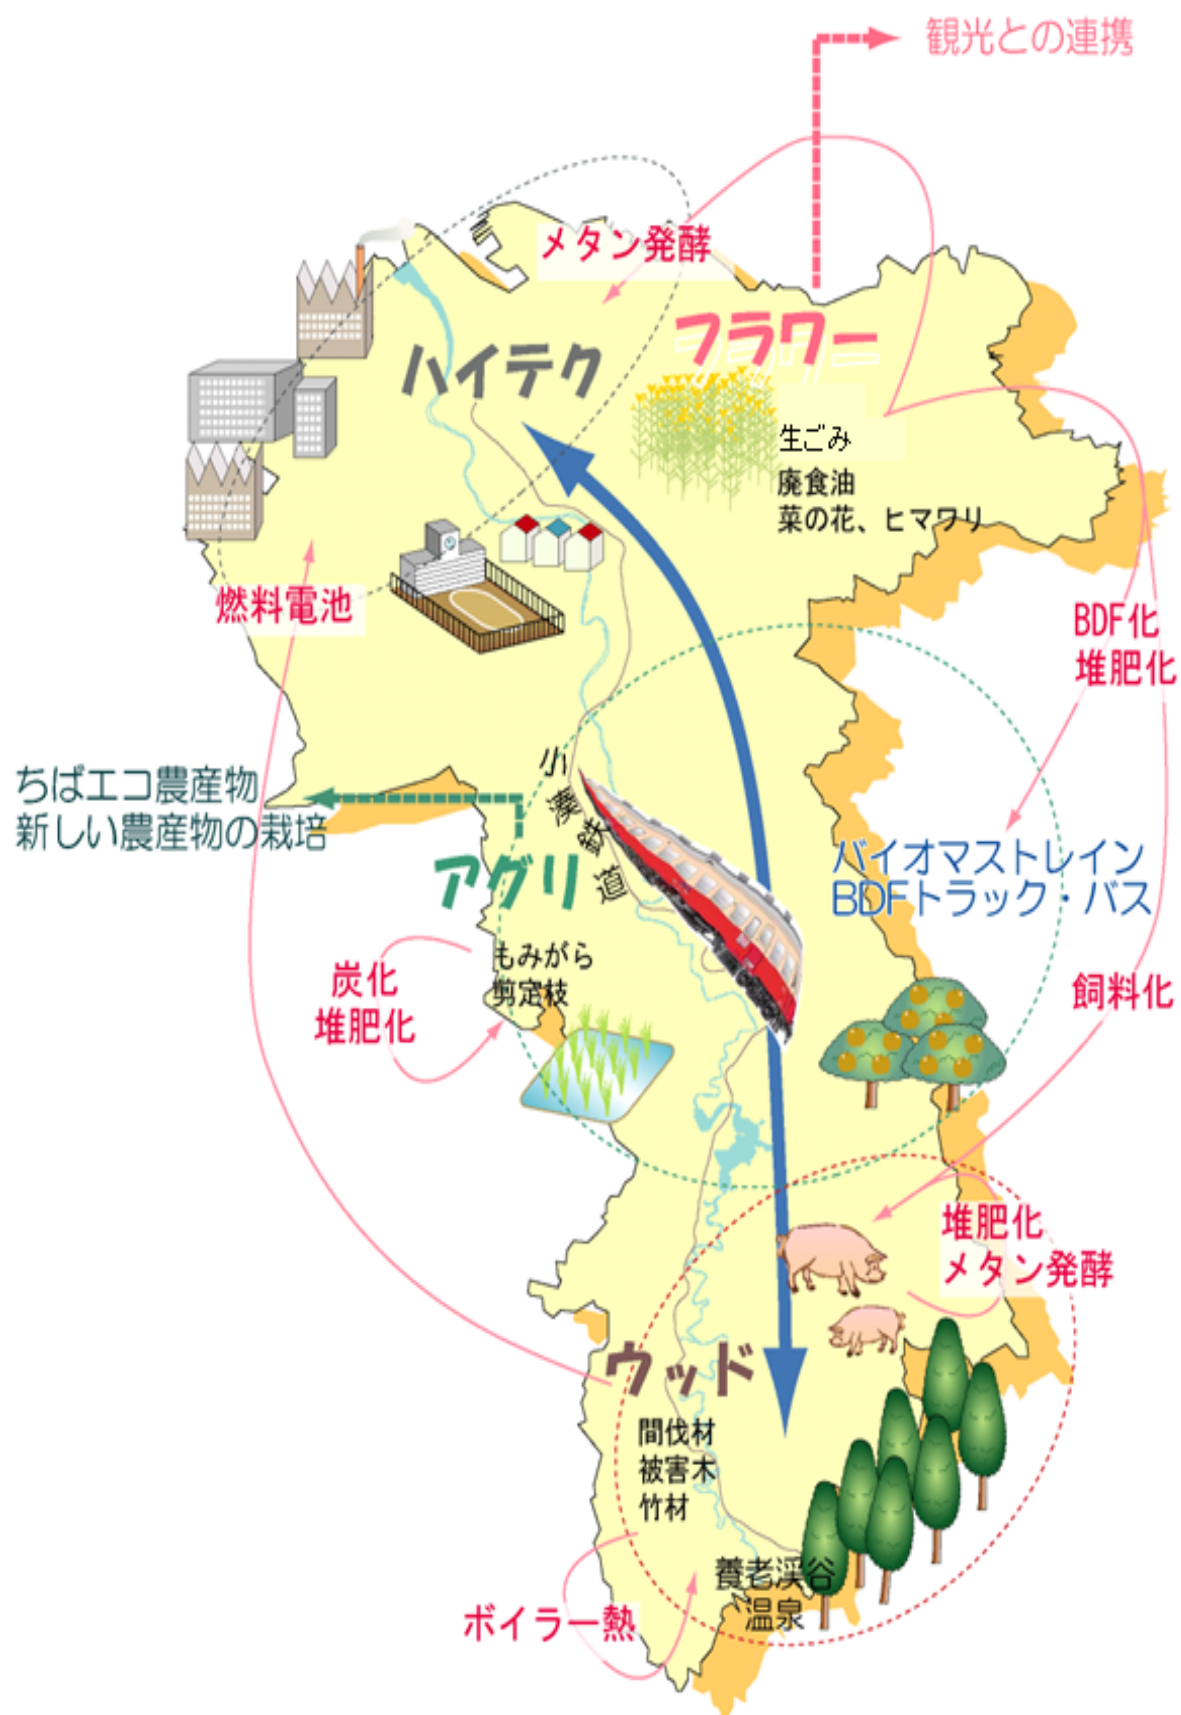 観光との連携
メタン発酵
フラワー
ハイテク
生ごみ
廃食油
菜の花、ヒマワリ
燃料電池
BDF化
堆肥化
小湊鉄道
ちばエコ農産物
新しい農産物の栽培
アグリ
バイオマストレイン
BDFトラック・バス
もみがら
剪定枝
炭化
堆肥化
飼料化
堆肥化
メタン発酵
ウッド
間伐材
被害木
竹材
養老渓谷
温泉
ボイラー熱